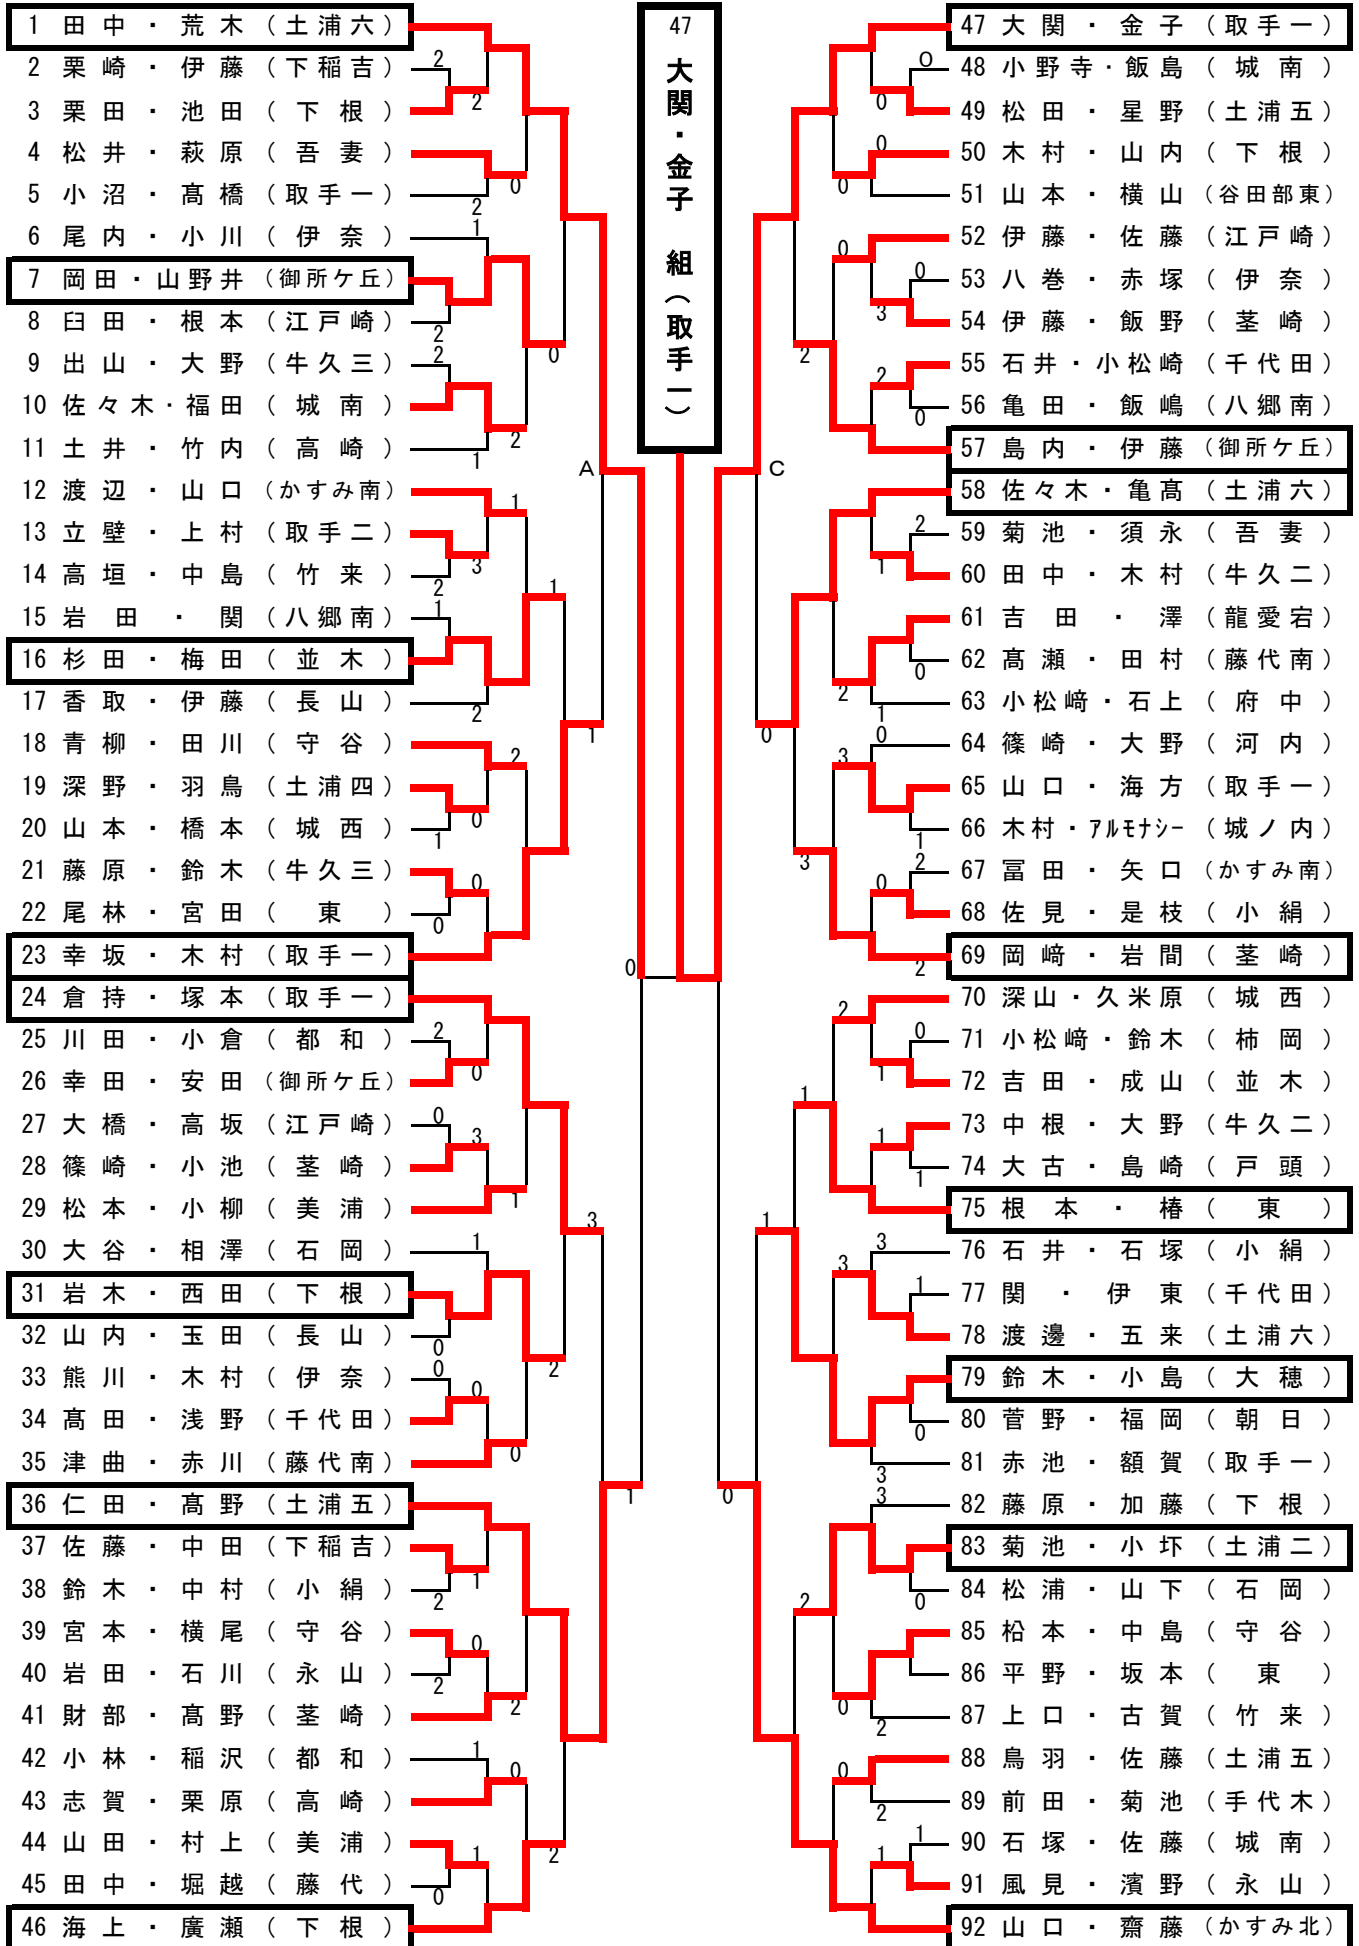 47 大関・金子 組（取手一）
1 田中・荒木（土浦六）
2 栗崎・伊藤（下稲吉）
3 栗田・池田（下根）
4 松井・萩原（吾妻）
5 小沼・髙橋（取手一）
6 尾内・小川（伊奈）
7 岡田・山野井（御所ケ丘）
8 臼田・根本（江戸崎）
9 出山・大野（牛久三）
10 佐々木・福田（城南）
11 土井・竹内（高崎）
12 渡辺・山口（かすみ南）
13 立壁・上村（取手二）
14 高垣・中島（竹来）
15 岩田・関（八郷南）
16 杉田・梅田（並木）
17 香取・伊藤（長山）
18 青柳・田川（守谷）
19 深野・羽鳥（土浦四）
20 山本・橋本（城西）
21 藤原・鈴木（牛久三）
22 尾林・宮田（東）
23 幸坂・木村（取手一）
24 倉持・塚本（取手一）
25 川田・小倉（都和）
26 幸田・安田（御所ケ丘）
27 大橋・高坂（江戸崎）
28 篠崎・小池（茎崎）
29 松本・小柳（美浦）
30 大谷・相澤（石岡）
31 岩木・西田（下根）
32 山内・玉田（長山）
33 熊川・木村（伊奈）
34 髙田・浅野（千代田）
35 津曲・赤川（藤代南）
36 仁田・髙野（土浦五）
37 佐藤・中田（下稲吉）
38 鈴木・中村（小絹）
39 宮本・横尾（守谷）
40 岩田・石川（永山）
41 財部・髙野（茎崎）
42 小林・稲沢（都和）
43 志賀・栗原（高崎）
44 山田・村上（美浦）
45 田中・堀越（藤代）
46 海上・廣瀬（下根）
47 大関・金子（取手一）
48 小野寺・飯島（城南）
49 松田・星野（土浦五）
50 木村・山内（下根）
51 山本・横山（谷田部東）
52 伊藤・佐藤（江戸崎）
53 八巻・赤塚（伊奈）
54 伊藤・飯野（茎崎）
55 石井・小松崎（千代田）
56 亀田・飯嶋（八郷南）
57 島内・伊藤（御所ケ丘）
58 佐々木・亀髙（土浦六）
59 菊池・須永（吾妻）
60 田中・木村（牛久二）
61 吉田・澤（龍愛宕）
62 髙瀬・田村（藤代南）
63 小松﨑・石上（府中）
64 篠崎・大野（河内）
65 山口・海方（取手一）
66 木村・ｱﾙﾓﾅｼｰ（城ノ内）
67 冨田・矢口（かすみ南）
68 佐見・是枝（小絹）
69 岡﨑・岩間（茎崎）
70 深山・久米原（城西）
71 小松﨑・鈴木（柿岡）
72 吉田・成山（並木）
73 中根・大野（牛久二）
74 大古・島崎（戸頭）
75 根本・椿（東）
76 石井・石塚（小絹）
77 関・伊東（千代田）
78 渡邊・五来（土浦六）
79 鈴木・小島（大穂）
80 菅野・福岡（朝日）
81 赤池・額賀（取手一）
82 藤原・加藤（下根）
83 菊池・小圷（土浦二）
84 松浦・山下（石岡）
85 柗本・中島（守谷）
86 平野・坂本（東）
87 上口・古賀（竹来）
88 鳥羽・佐藤（土浦五）
89 前田・菊池（手代木）
90 石塚・佐藤（城南）
91 風見・濱野（永山）
92 山口・齋藤（かすみ北）
A
C